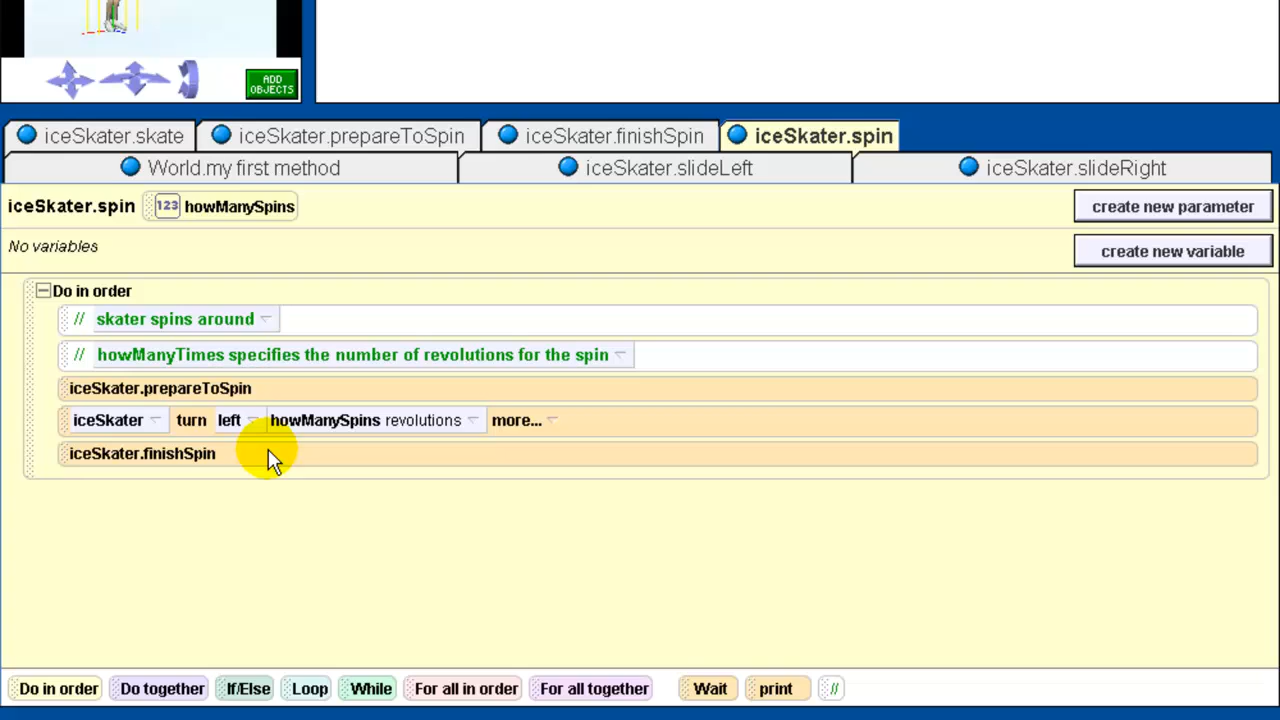 ADD
OBJECTS
iceSkater.skate iceSkater.prepareToSpin iceSkater.finishSpin iceSkater.spin
World.my first method iceSkater.slideLeft iceSkater.slideRight
iceSkater.spin 123 howManySpins create new parameter
No variables create new variable
Do in order
// skater spins around
// howManyTimes specifies the number of revolutions for the spin
iceSkater.prepareToSpin
iceSkater turn left howManySpins revolutions more...
iceSkater.finishSpin
Do in order Do together If/Else Loop While For all in order For all together Wait print //